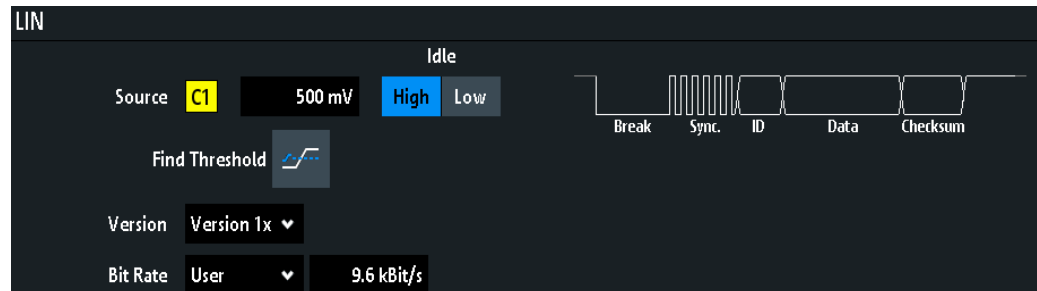 LIN
Idle
Source C1 500 mV High Low
Break Sync. ID Data Checksum
Find Threshold
Version Version 1x
Bit Rate User 9.6 kBit/s